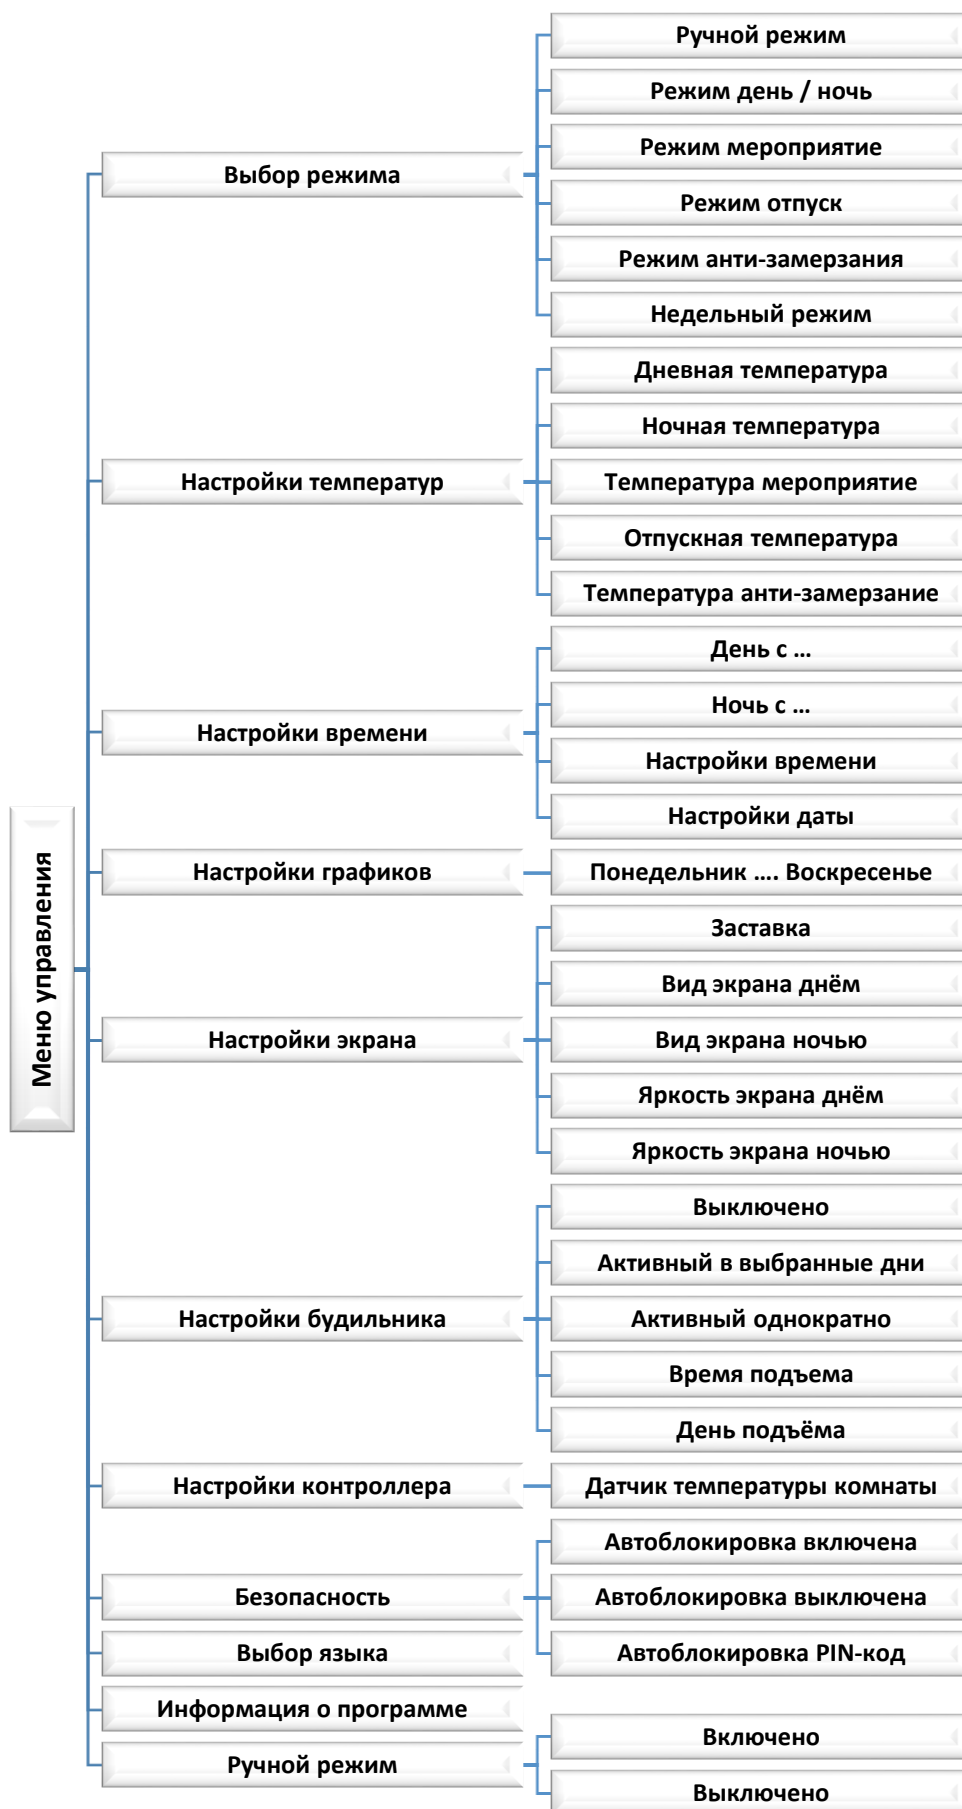 Меню управления
Выбор режима
Ручной режим
Режим день / ночь
Режим мероприятие
Режим отпуск
Режим анти-замерзания
Недельный режим
Настройки температур
Дневная температура
Ночная температура
Температура мероприятие
Отпускная температура
Температура анти-замерзание
Настройки времени
День с ...
Ночь с ...
Настройки времени
Настройки даты
Настройки графиков
Понедельник .... Воскресенье
Настройки экрана
Заставка
Вид экрана днём
Вид экрана ночью
Яркость экрана днём
Яркость экрана ночью
Настройки будильника
Выключено
Активный в выбранные дни
Активный однократно
Время подъема
День подъёма
Настройки контроллера
Датчик температуры комнаты
Безопасность
Автоблокировка включена
Автоблокировка выключена
Автоблокировка PIN-код
Выбор языка
Информация о программе
Ручной режим
Включено
Выключено